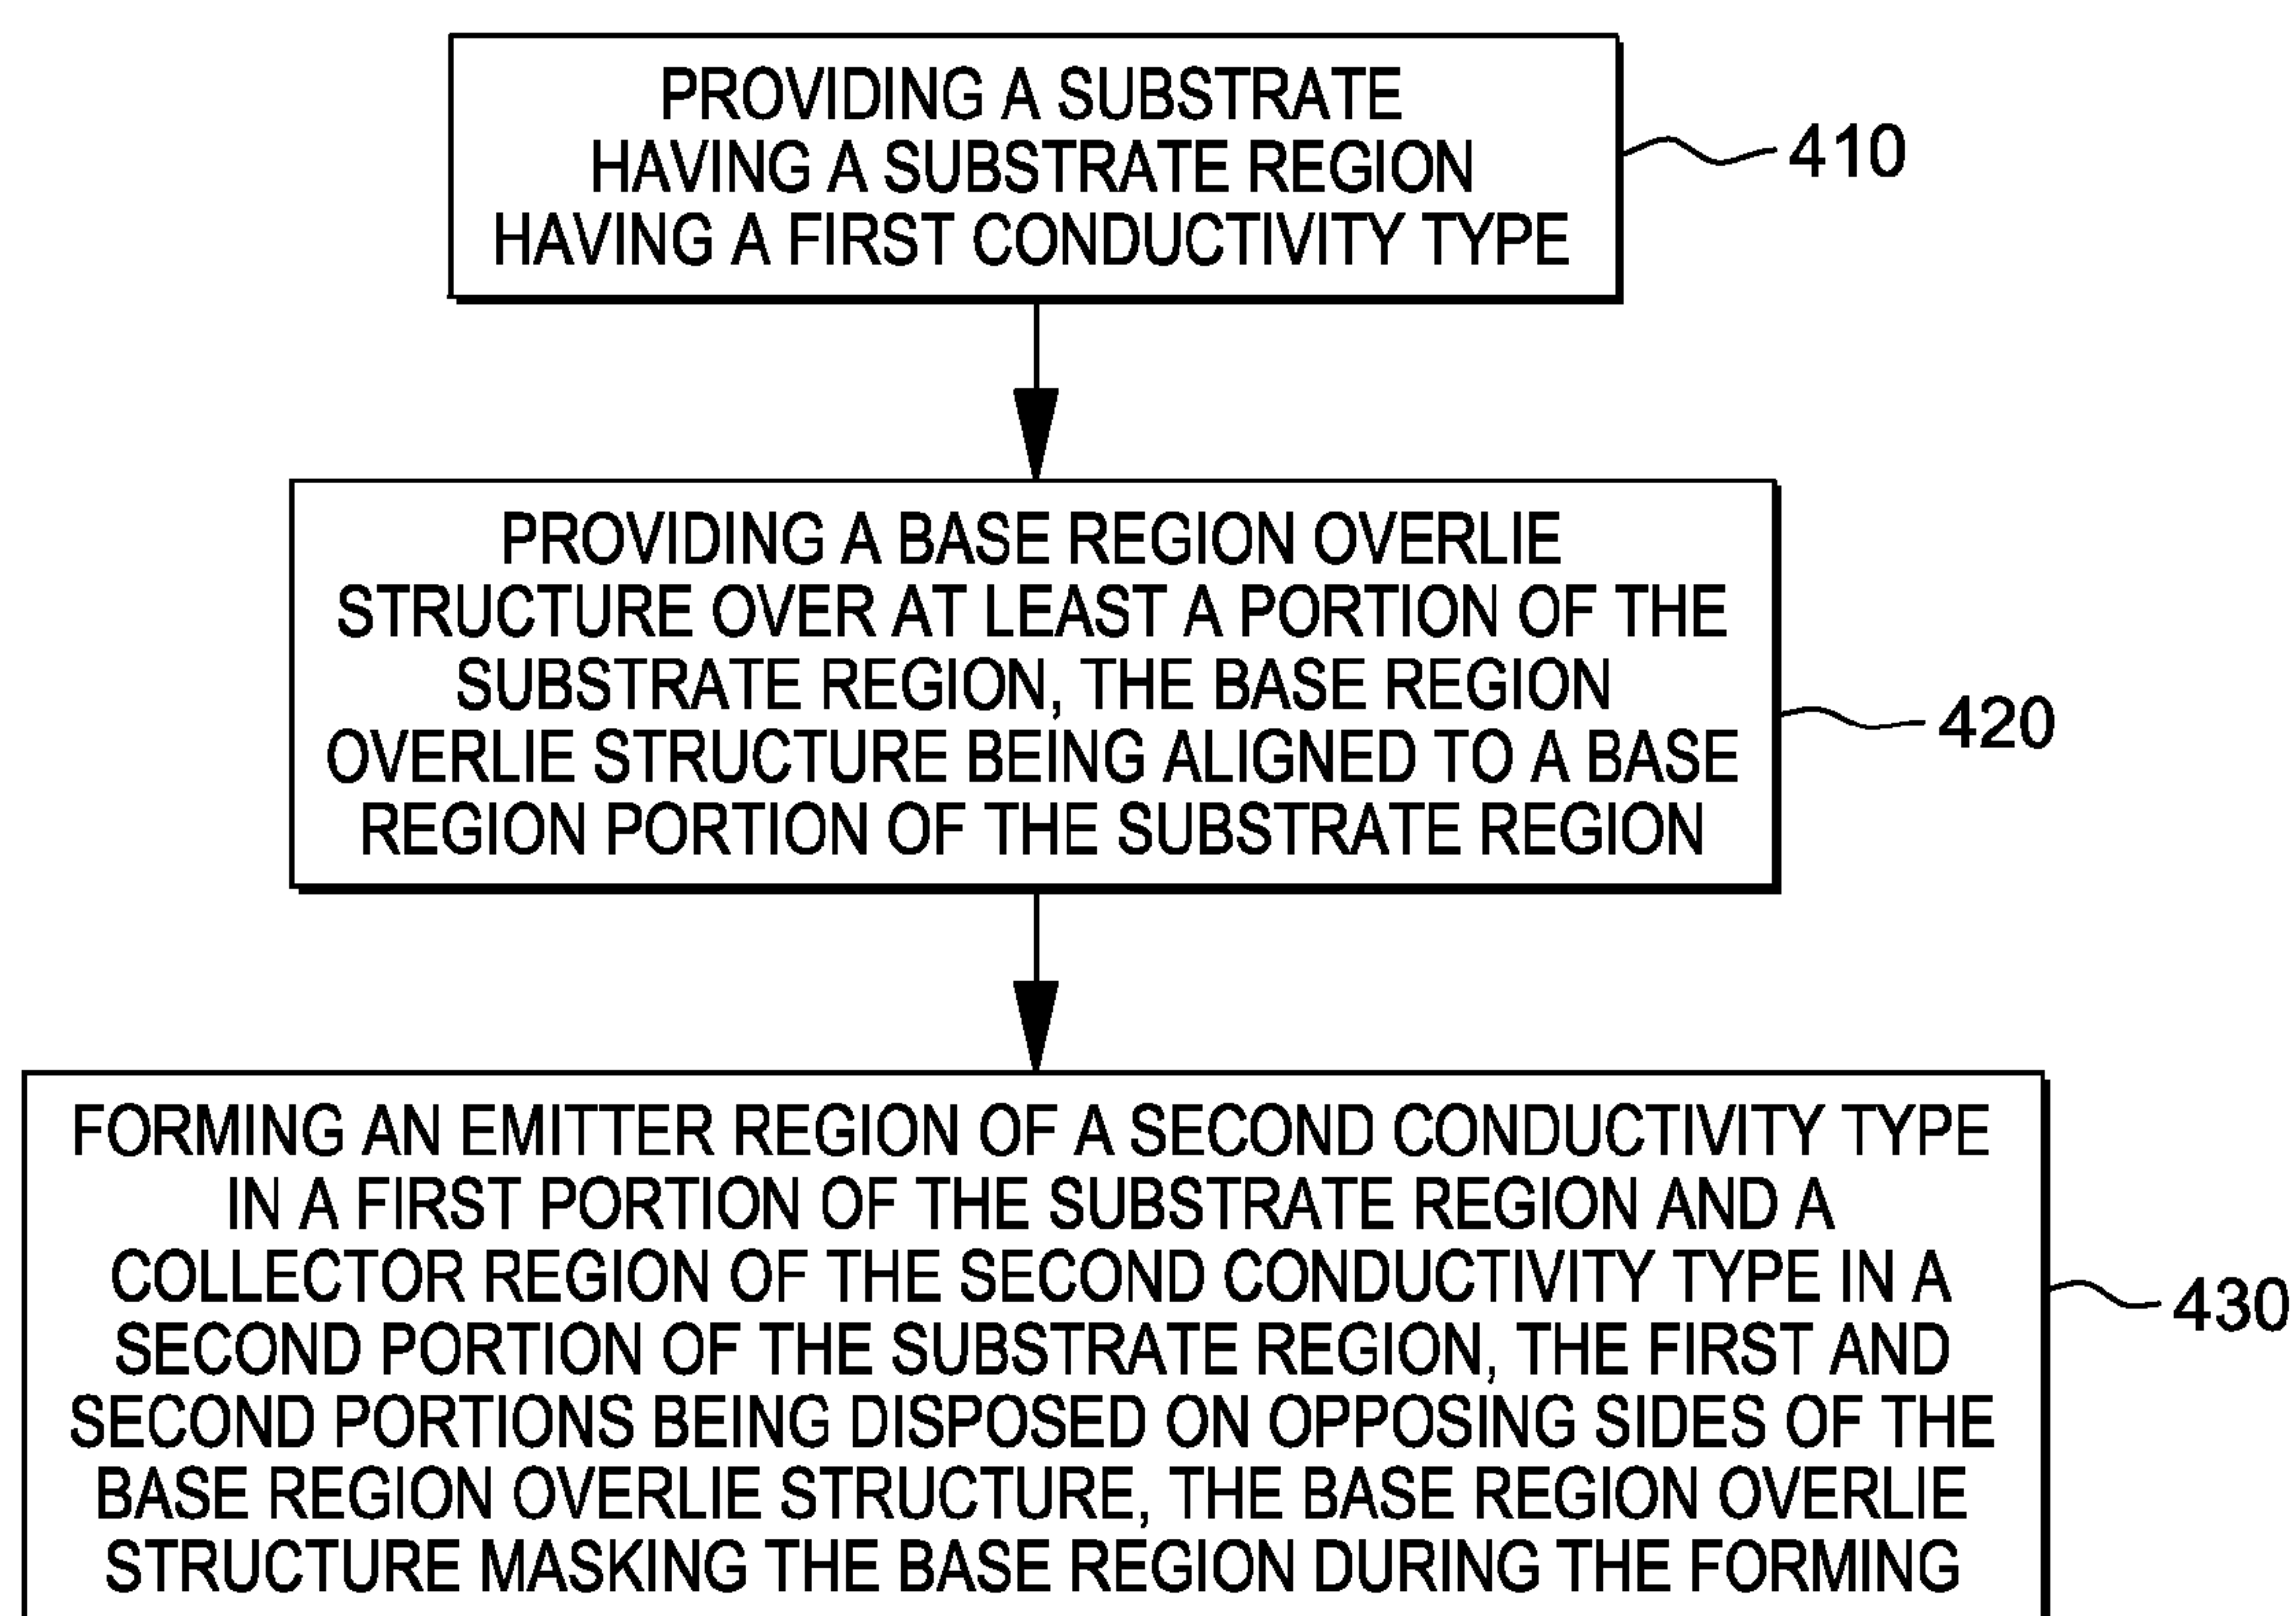 PROVIDING A SUBSTRATE
HAVING A SUBSTRATE REGION
HAVING A FIRST CONDUCTIVITY TYPE
410
PROVIDING A BASE REGION OVERLIE
STRUCTURE OVER AT LEAST A PORTION OF THE
SUBSTRATE REGION, THE BASE REGION
OVERLIE STRUCTURE BEING ALIGNED TO A BASE
REGION PORTION OF THE SUBSTRATE REGION
420
FORMING AN EMITTER REGION OF A SECOND CONDUCTIVITY TYPE
IN A FIRST PORTION OF THE SUBSTRATE REGION AND A
COLLECTOR REGION OF THE SECOND CONDUCTIVITY TYPE IN A
SECOND PORTION OF THE SUBSTRATE REGION, THE FIRST AND
SECOND PORTIONS BEING DISPOSED ON OPPOSING SIDES OF THE
BASE REGION OVERLIE STRUCTURE, THE BASE REGION OVERLIE
STRUCTURE MASKING THE BASE REGION DURING THE FORMING
430